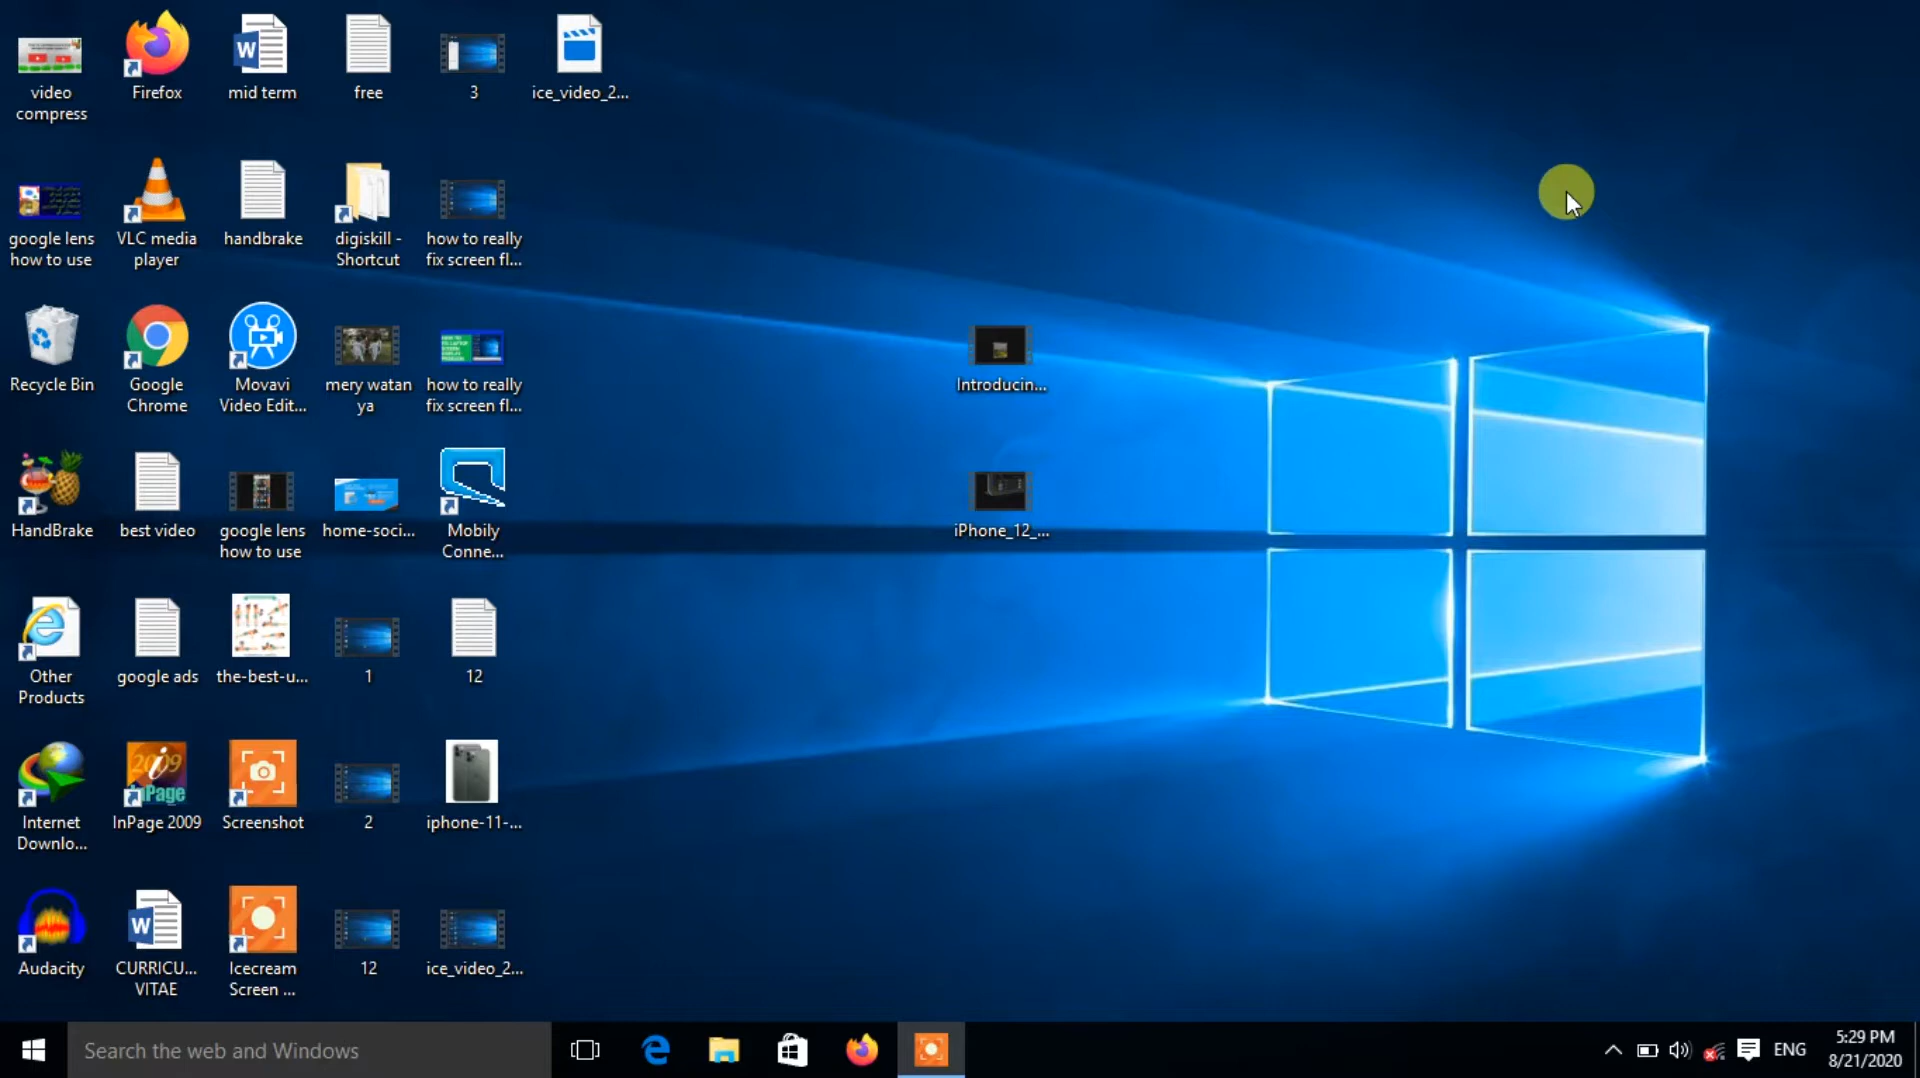 video
compress
Firefox
mid term
free
3
ice_video_2...
google lens
how to use
VLC media
player
handbrake
digiskill -
Shortcut
how to really
fix screen fl...
Recycle Bin
Google
Chrome
Movavi
Video Edit...
mery watan
ya
how to really
fix screen fl...
Introducin...
HandBrake
best video
google lens
how to use
home-soci...
Mobily
Conne...
iPhone_12_...
Other
Products
google ads
the-best-u...
1
12
Internet
Downlo...
2009
InPage
InPage 2009
Screenshot
2
iphone-11-...
Audacity
CURRICU...
VITAE
Icecream
Screen ...
12
ice_video_2...
Search the web and Windows
ENG
5:29 PM
8/21/2020